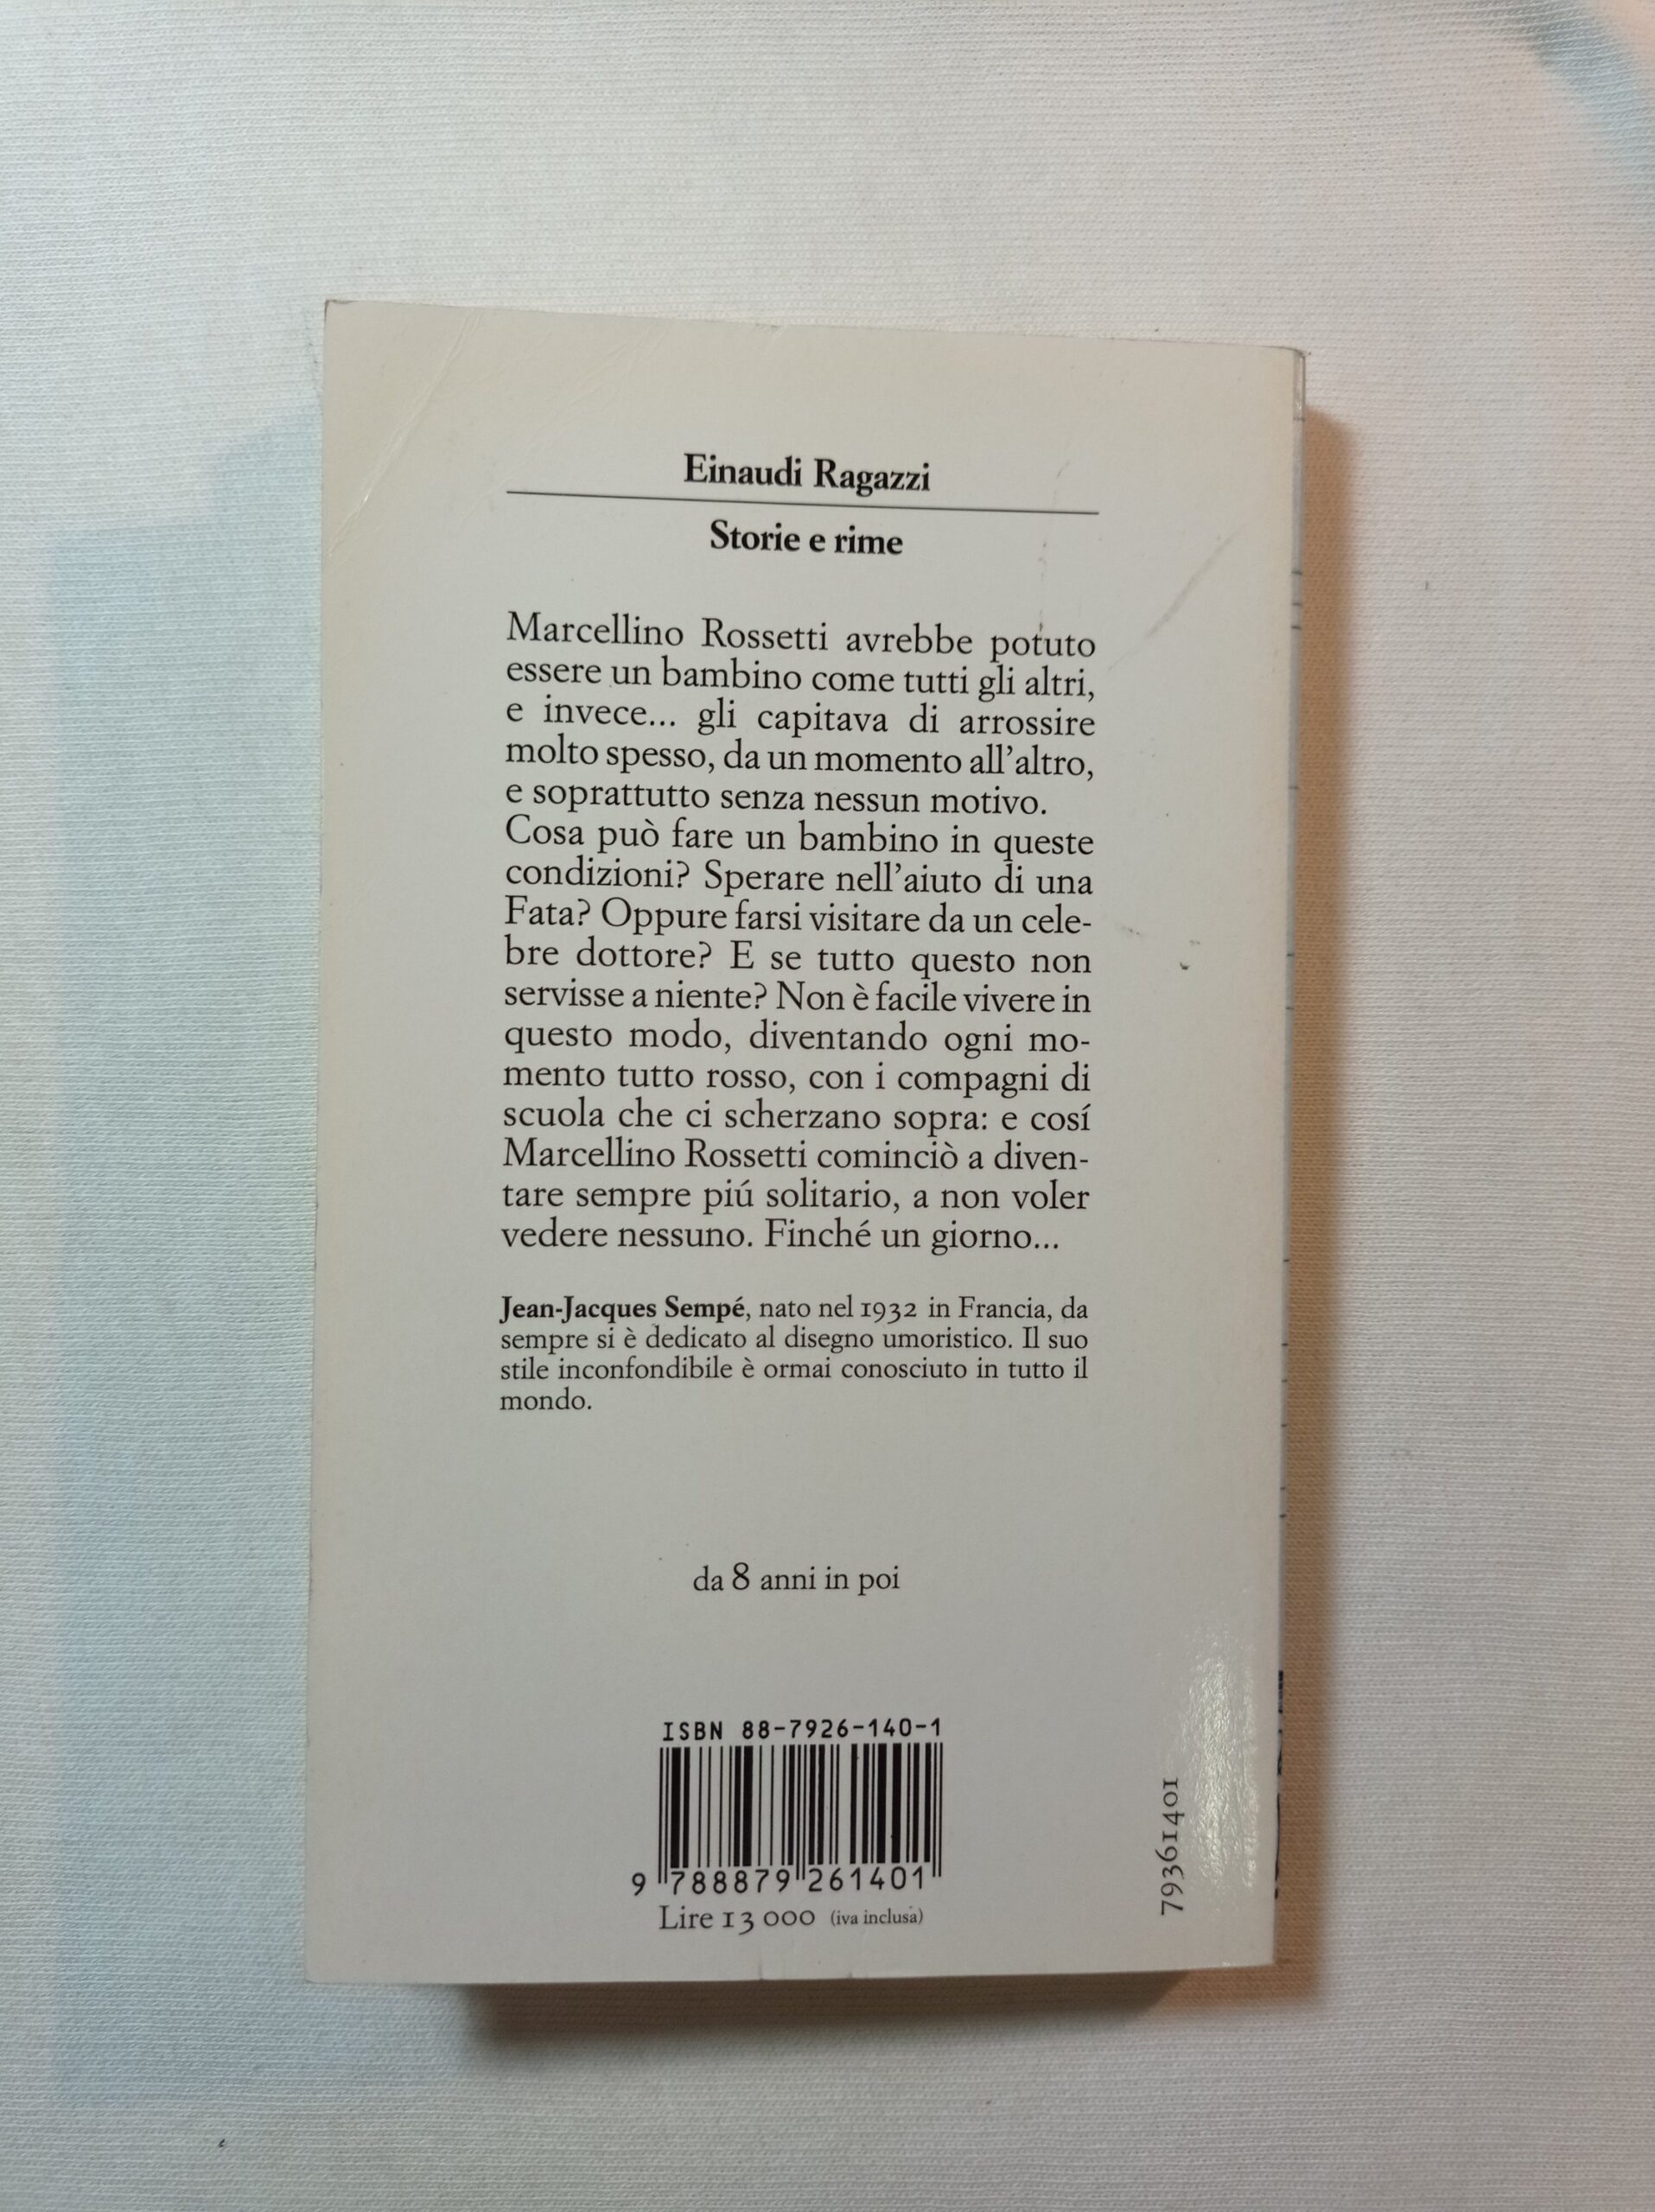 Einaudi Ragazzi
Storie e rime
Marcellino Rossetti avrebbe potuto
essere un bambino come tutti gli altri,
e invece... gli capitava di arrossire
molto spesso, da un momento all'altro,
e soprattutto senza nessun motivo.
Cosa può fare un bambino in queste
condizioni? Sperare nell'aiuto di una
Fata? Oppure farsi visitare da un cele-
bre dottore? E se tutto questo non
servisse a niente? Non è facile vivere in
questo modo, diventando ogni mo-
mento tutto rosso, con i compagni di
scuola che ci scherzano sopra: e cosí
Marcellino Rossetti cominciò a diven-
tare sempre piú solitario, a non voler
vedere nessuno. Finché un giorno...
Jean-Jacques Sempé, nato nel 1932 in Francia, da
sempre si è dedicato al disegno umoristico. Il suo
stile inconfondibile è ormai conosciuto in tutto il
mondo.
da 8 anni in poi
ISBN 88-7926-140-1
9 788879 261401
Lire 13 000 (iva inclusa)
79361401